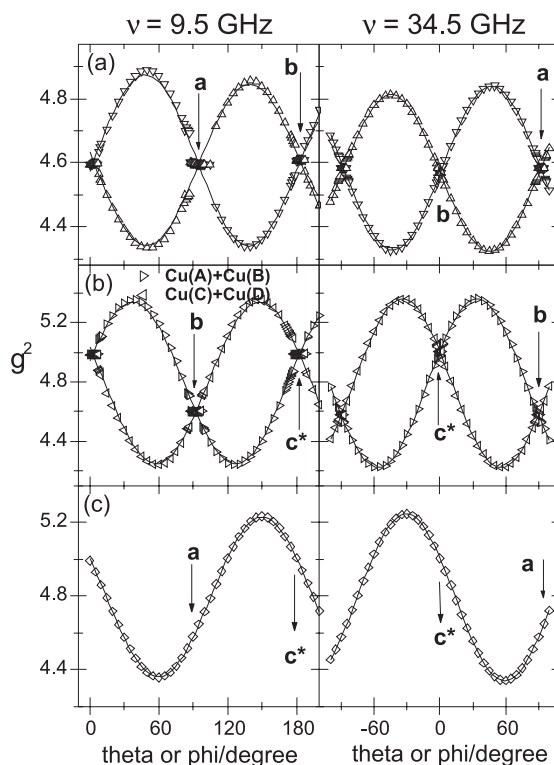 ν = 9.5 GHz ν = 34.5 GHz
(a) a b a
4.8
4.6
4.4
b
(b) Cu(A)+Cu(B)
Cu(C)+Cu(D)
b b
5.2
g²
4.8
4.4
c* c*
(c)
5.2
a a
4.8
c* c*
4.4
0 60 120 180 -60 0 60
theta or phi/degree theta or phi/degree